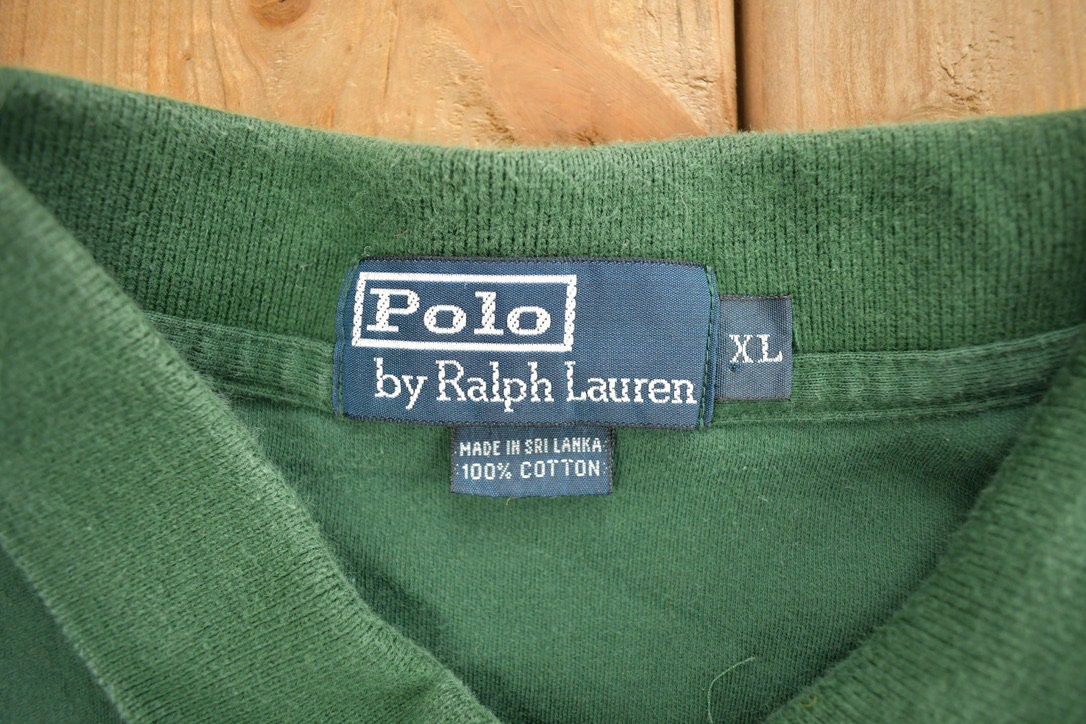 Polo
by Ralph Lauren
XL
MADE IN SRI LANKA
100% COTTON